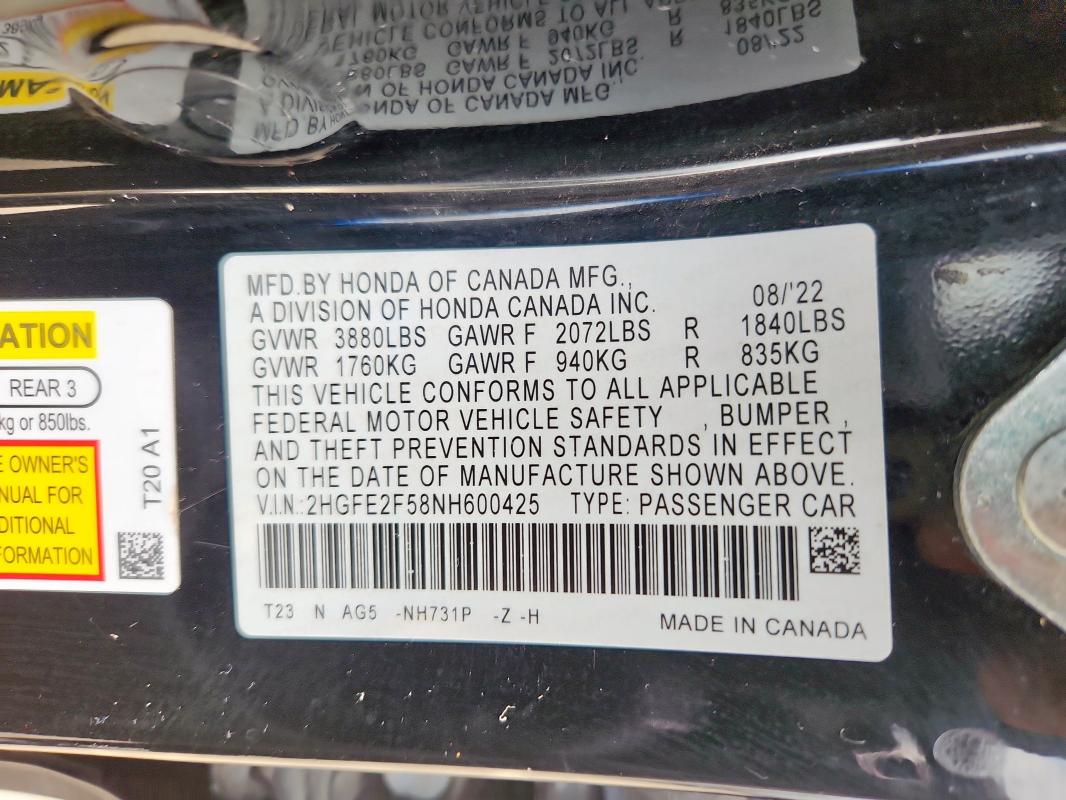 MFD.BY HONDA OF CANADA MFG.,
A DIVISION OF HONDA CANADA INC. 08/'22
GVWR 3880LBS GAWR F 2072LBS R 1840LBS
GVWR 1760KG GAWR F 940KG R 835KG
THIS VEHICLE CONFORMS TO ALL APPLICABLE
FEDERAL MOTOR VEHICLE SAFETY , BUMPER ,
AND THEFT PREVENTION STANDARDS IN EFFECT
ON THE DATE OF MANUFACTURE SHOWN ABOVE.
V.I.N.:2HGFE2F58NH600425 TYPE: PASSENGER CAR
T23 N AG5 -NH731P -Z -H
MADE IN CANADA
ATION
REAR 3
kg or 850lbs.
E OWNER'S
NUAL FOR
DITIONAL
FORMATION
T20 A1